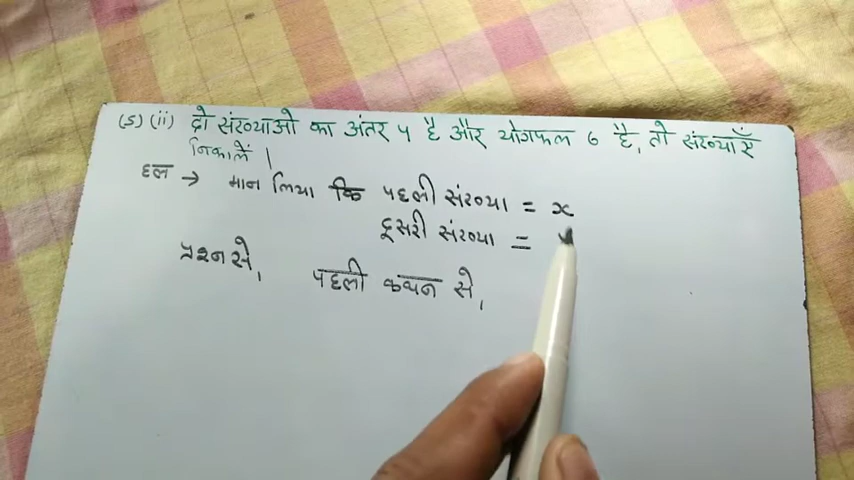 (5) (ii) दो संख्याओ का अंतर 4 है और योगफल 6 है, तो संख्याएँ
निकालें |
हल → मान लिया कि पहली संख्या = x
दूसरी संख्या =
प्रश्न से, पहली कथन से,